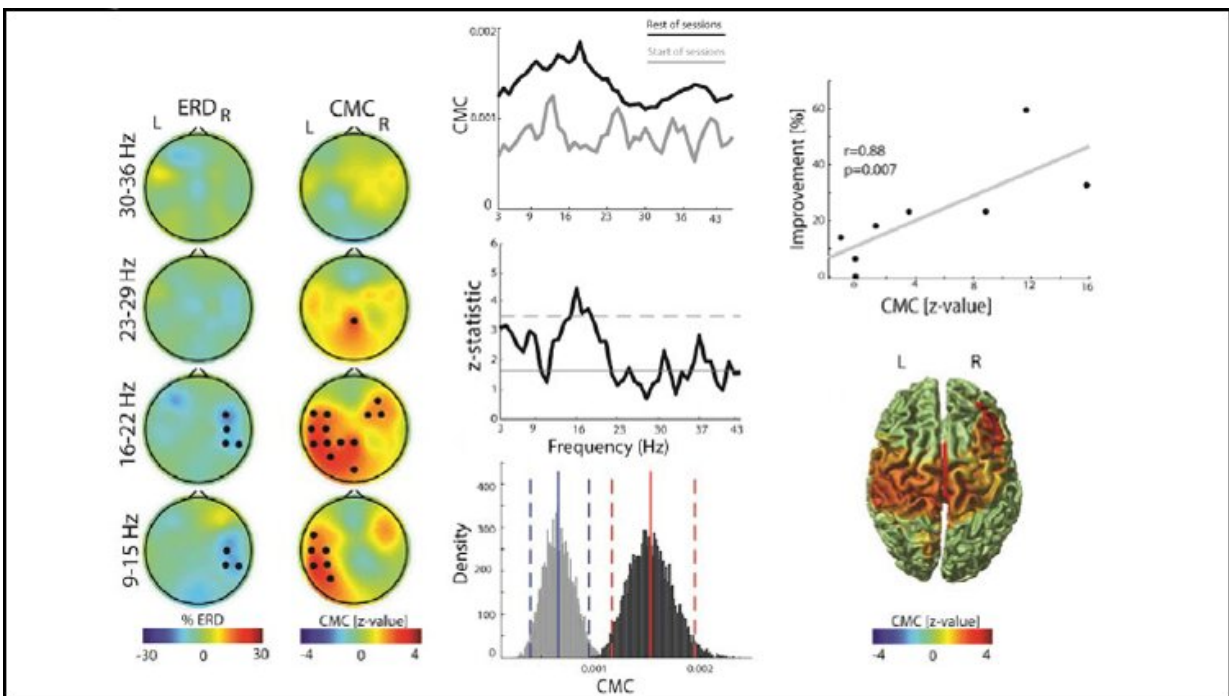 ERD
L R
CMC
L R
30-36 Hz
23-29 Hz
16-22 Hz
9-15 Hz
% ERD
-30 0 30
CMC [z-value]
-4 0 4
Rest of sessions
Start of sessions
0.002
0.001
0
CMC
3 9 16 23 30 36 43
6
5
4
3
2
1
0
z-statistic
3 9 16 23 30 37 43
Frequency (Hz)
400
300
200
100
0
Density
0.001 0.002
CMC
60
40
20
0
Improvement [%]
r=0.88
p=0.007
8 12 16
CMC [z-value]
L R
CMC [z-value]
-4 0 4